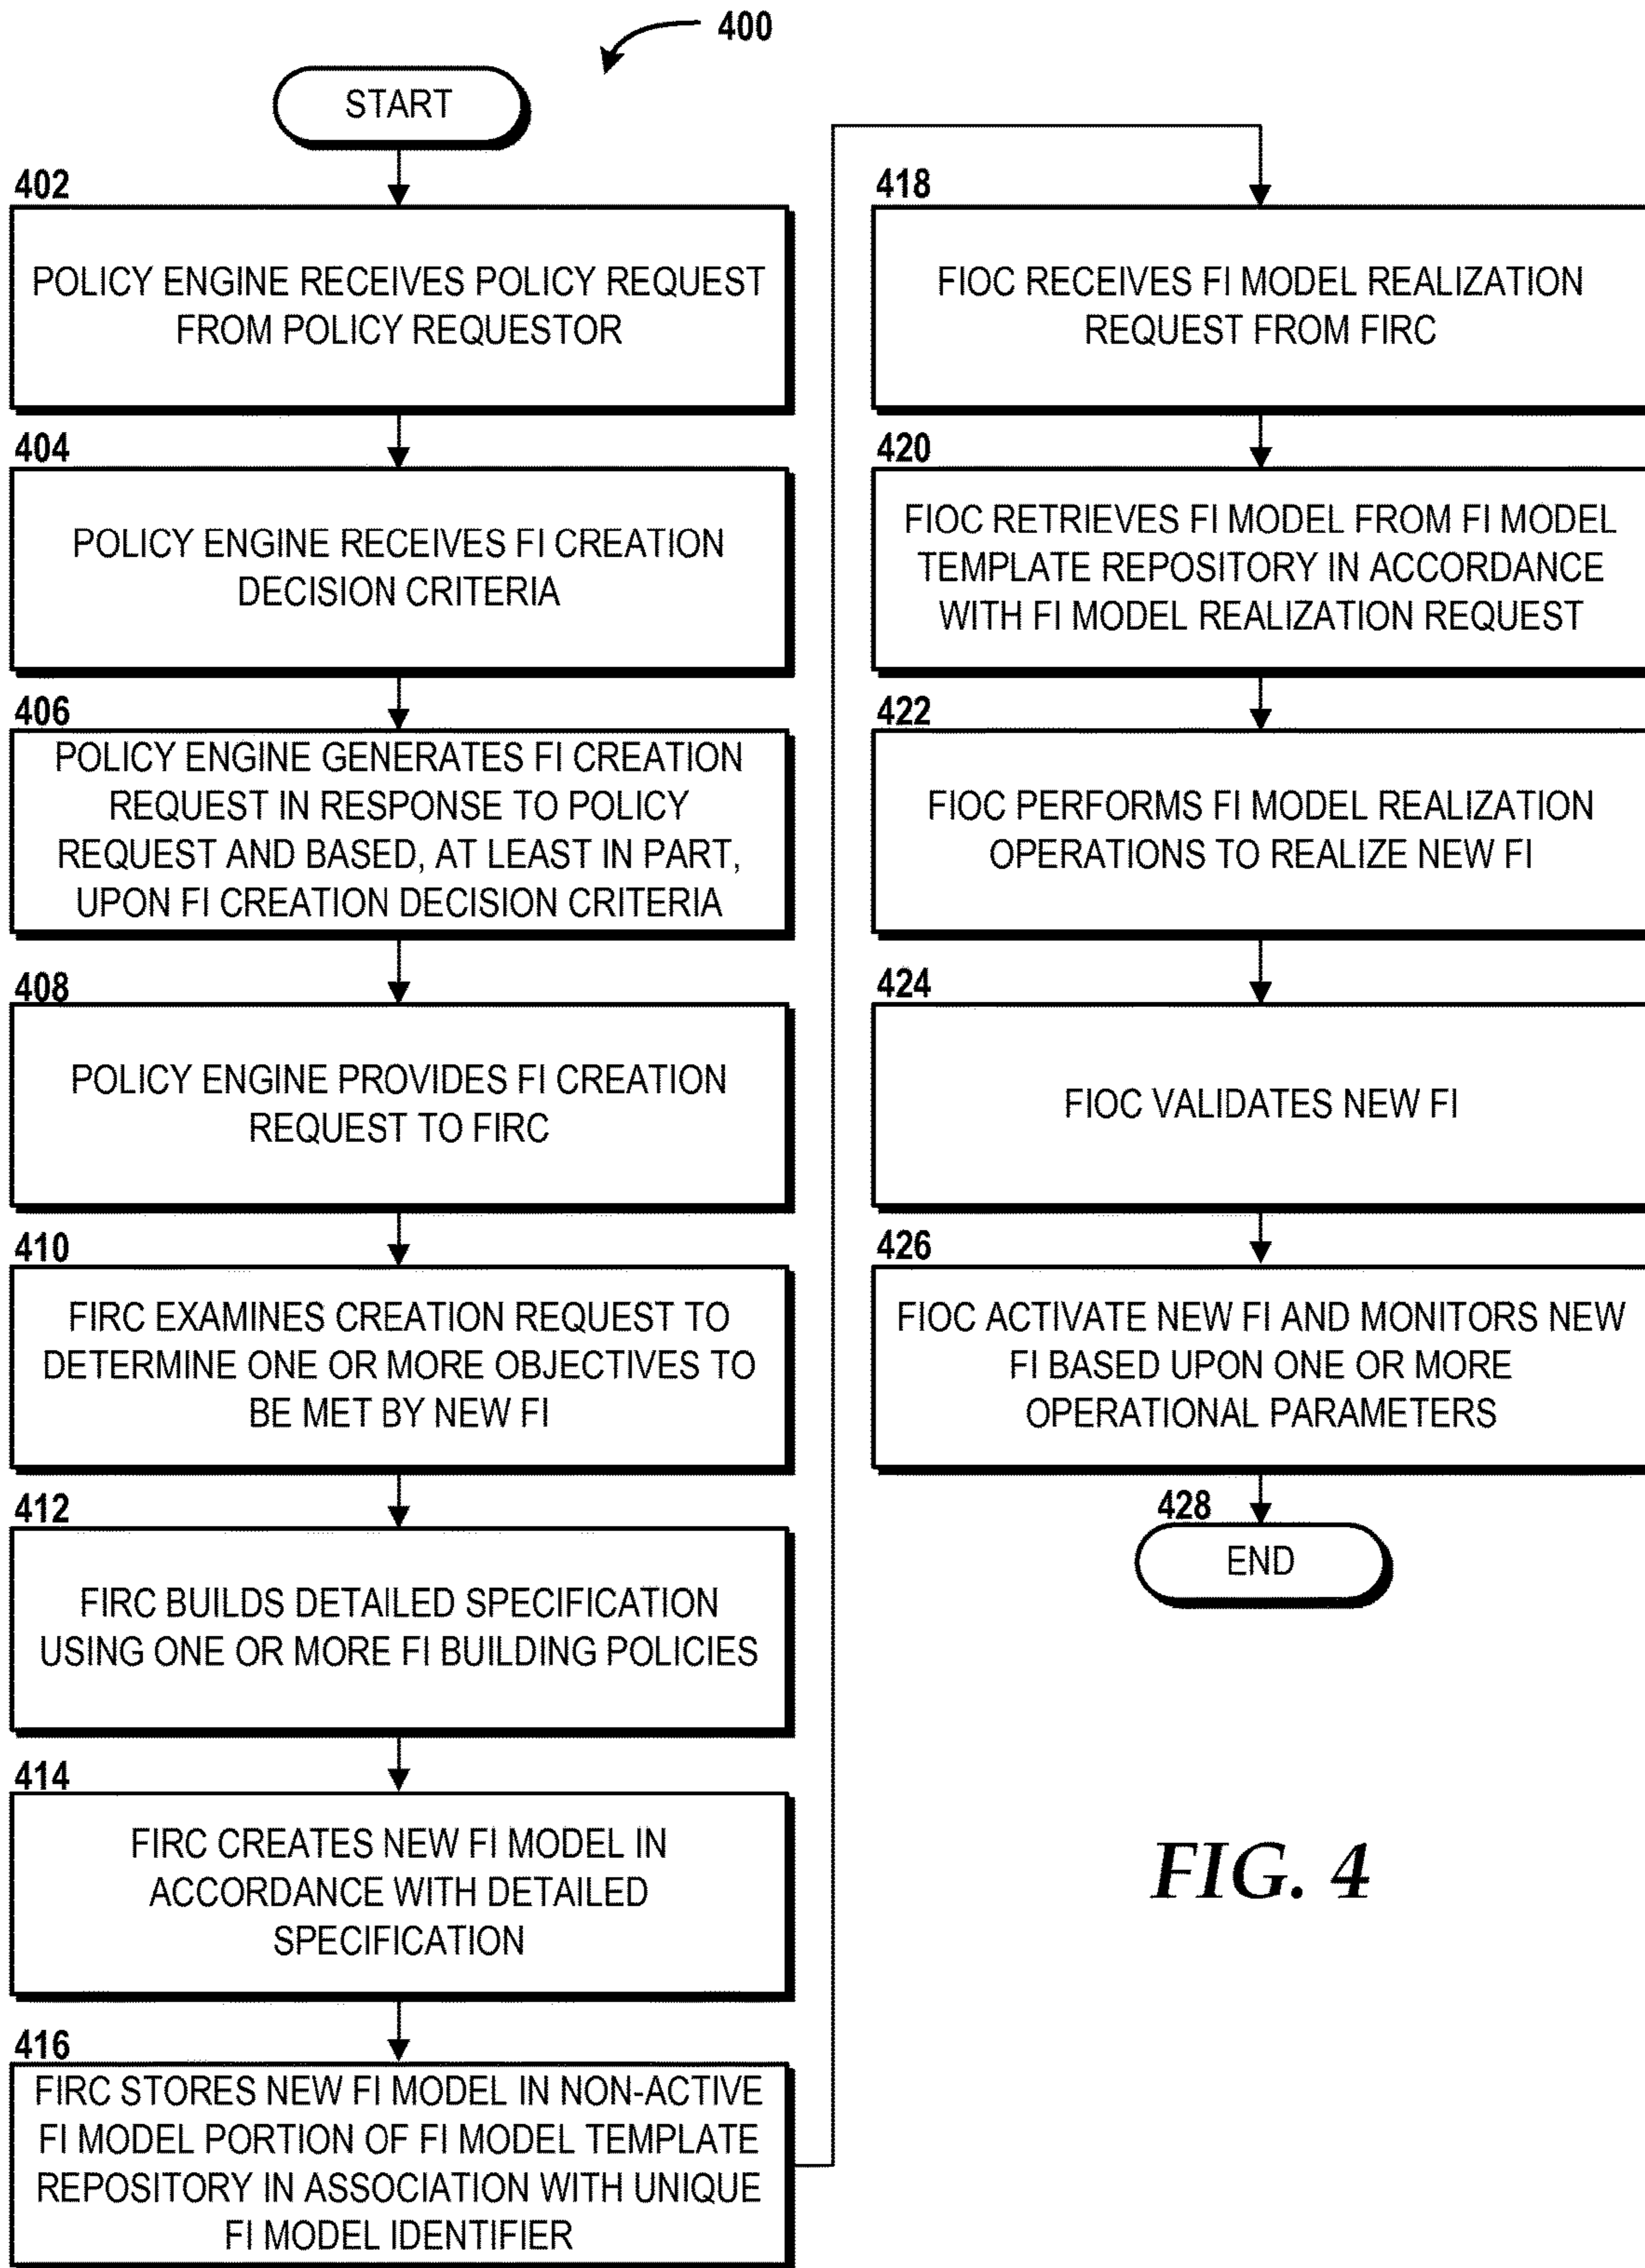 400
START
402
POLICY ENGINE RECEIVES POLICY REQUEST
FROM POLICY REQUESTOR
404
POLICY ENGINE RECEIVES FI CREATION
DECISION CRITERIA
406
POLICY ENGINE GENERATES FI CREATION
REQUEST IN RESPONSE TO POLICY
REQUEST AND BASED, AT LEAST IN PART,
UPON FI CREATION DECISION CRITERIA
408
POLICY ENGINE PROVIDES FI CREATION
REQUEST TO FIRC
410
FIRC EXAMINES CREATION REQUEST TO
DETERMINE ONE OR MORE OBJECTIVES TO
BE MET BY NEW FI
412
FIRC BUILDS DETAILED SPECIFICATION
USING ONE OR MORE FI BUILDING POLICIES
414
FIRC CREATES NEW FI MODEL IN
ACCORDANCE WITH DETAILED
SPECIFICATION
416
FIRC STORES NEW FI MODEL IN NON-ACTIVE
FI MODEL PORTION OF FI MODEL TEMPLATE
REPOSITORY IN ASSOCIATION WITH UNIQUE
FI MODEL IDENTIFIER
418
FIOC RECEIVES FI MODEL REALIZATION
REQUEST FROM FIRC
420
FIOC RETRIEVES FI MODEL FROM FI MODEL
TEMPLATE REPOSITORY IN ACCORDANCE
WITH FI MODEL REALIZATION REQUEST
422
FIOC PERFORMS FI MODEL REALIZATION
OPERATIONS TO REALIZE NEW FI
424
FIOC VALIDATES NEW FI
426
FIOC ACTIVATE NEW FI AND MONITORS NEW
FI BASED UPON ONE OR MORE
OPERATIONAL PARAMETERS
428
END
FIG. 4